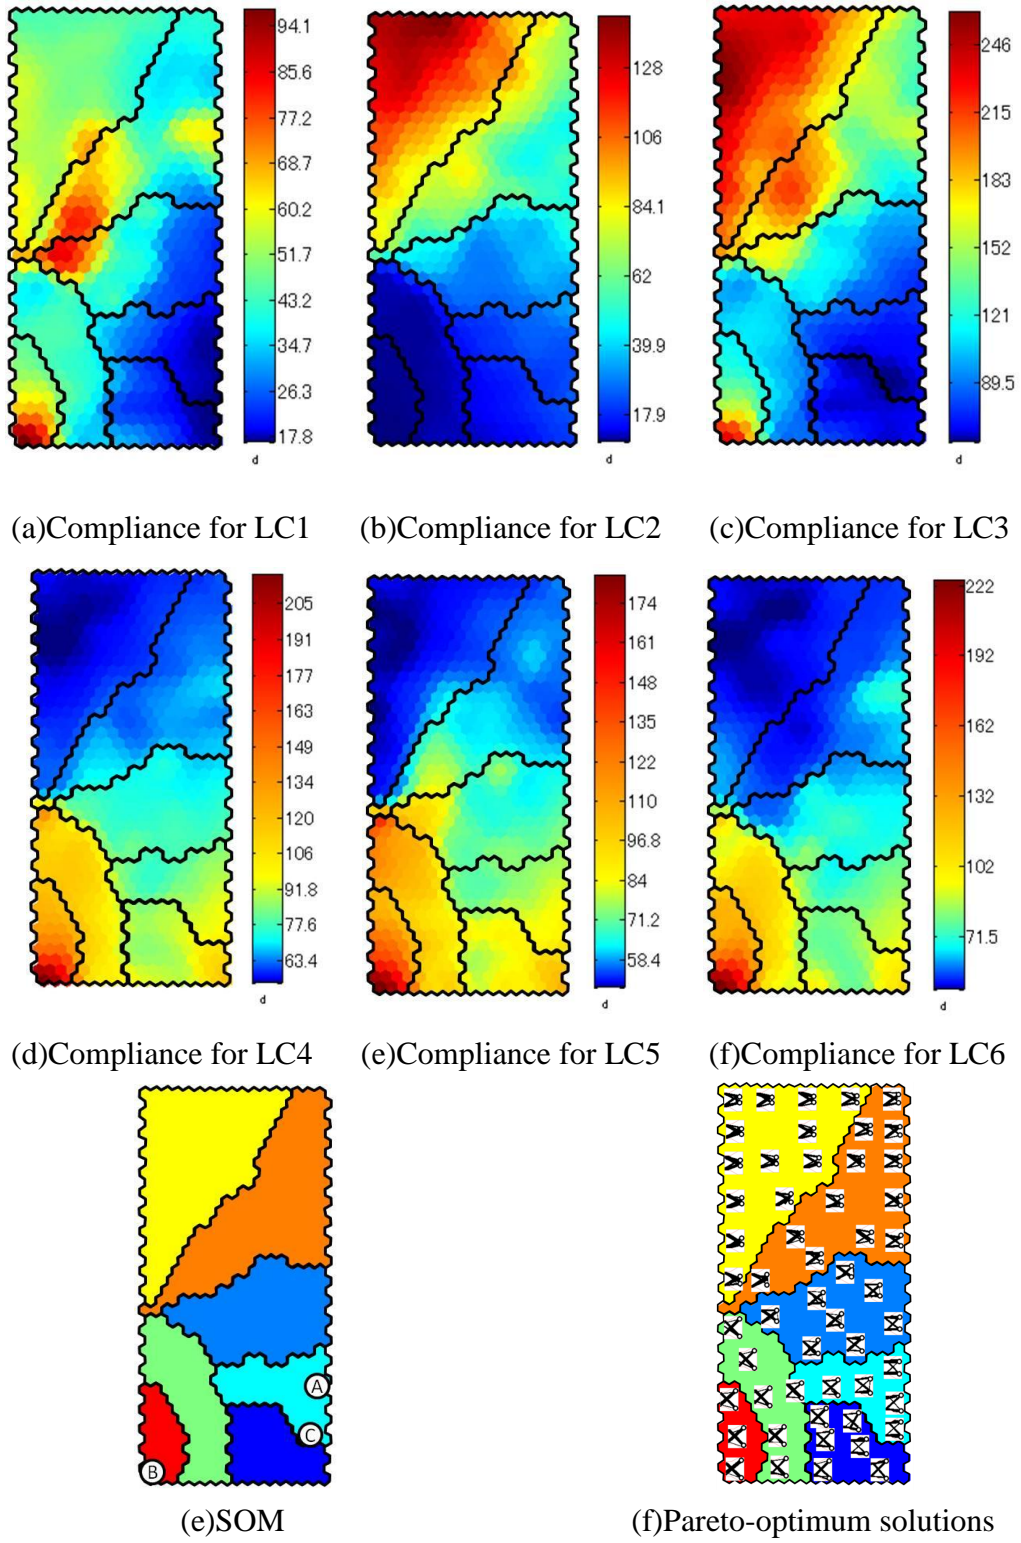 94.1
85.6
77.2
68.7
60.2
51.7
43.2
34.7
26.3
17.8
d
128
106
84.1
62
39.9
17.9
d
246
215
183
152
121
89.5
d
(a)Compliance for LC1
(b)Compliance for LC2
(c)Compliance for LC3
205
191
177
163
149
134
120
106
91.8
77.6
63.4
d
174
161
148
135
122
110
96.8
84
71.2
58.4
d
222
192
162
132
102
71.5
d
(d)Compliance for LC4
(e)Compliance for LC5
(f)Compliance for LC6
A
C
B
(e)SOM
(f)Pareto-optimum solutions